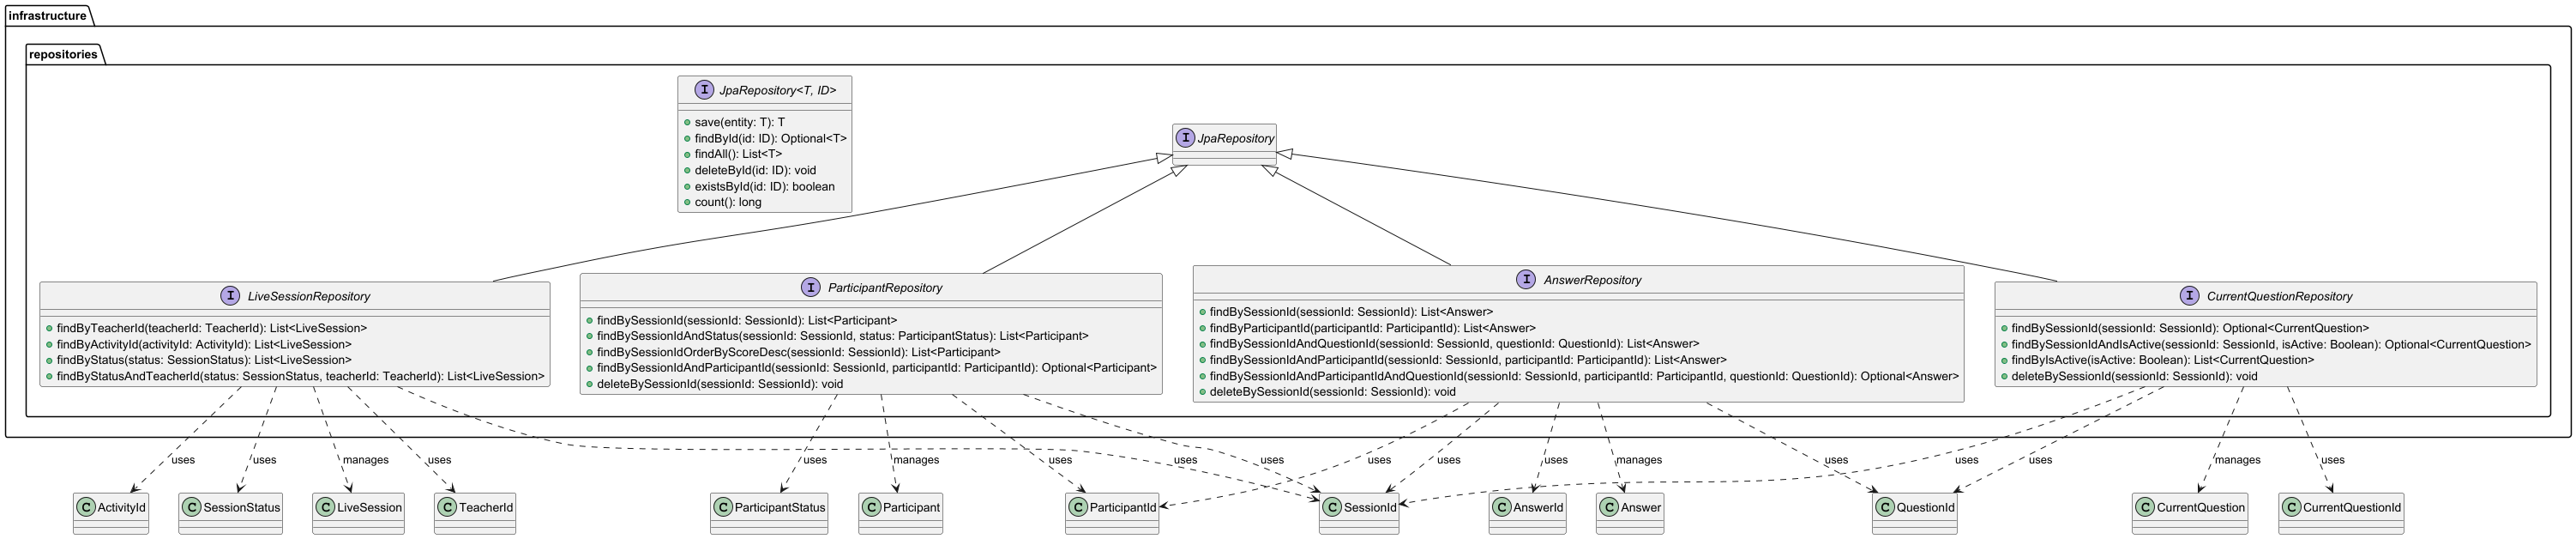 infrastructure
repositories
I JpaRepository<T, ID>
save(entity: T): T
findById(id: ID): Optional<T>
findAll(): List<T>
deleteById(id: ID): void
existsById(id: ID): boolean
count(): long
I JpaRepository
I LiveSessionRepository
findByTeacherId(teacherId: TeacherId): List<LiveSession>
findByActivityId(activityId: ActivityId): List<LiveSession>
findByStatus(status: SessionStatus): List<LiveSession>
findByStatusAndTeacherId(status: SessionStatus, teacherId: TeacherId): List<LiveSession>
I ParticipantRepository
findBySessionId(sessionId: SessionId): List<Participant>
findBySessionIdAndStatus(sessionId: SessionId, status: ParticipantStatus): List<Participant>
findBySessionIdOrderByScoreDesc(sessionId: SessionId): List<Participant>
findBySessionIdAndParticipantId(sessionId: SessionId, participantId: ParticipantId): Optional<Participant>
deleteBySessionId(sessionId: SessionId): void
I AnswerRepository
findBySessionId(sessionId: SessionId): List<Answer>
findByParticipantId(participantId: ParticipantId): List<Answer>
findBySessionIdAndQuestionId(sessionId: SessionId, questionId: QuestionId): List<Answer>
findBySessionIdAndParticipantId(sessionId: SessionId, participantId: ParticipantId): List<Answer>
findBySessionIdAndParticipantIdAndQuestionId(sessionId: SessionId, participantId: ParticipantId, questionId: QuestionId): Optional<Answer>
deleteBySessionId(sessionId: SessionId): void
I CurrentQuestionRepository
findBySessionId(sessionId: SessionId): Optional<CurrentQuestion>
findBySessionIdAndIsActive(sessionId: SessionId, isActive: Boolean): Optional<CurrentQuestion>
findByIsActive(isActive: Boolean): List<CurrentQuestion>
deleteBySessionId(sessionId: SessionId): void
uses
uses
manages
uses
uses
manages
uses
uses
uses
uses
uses
uses
manages
uses
uses
uses
manages
uses
C ActivityId
C SessionStatus
C LiveSession
C TeacherId
C ParticipantStatus
C Participant
C ParticipantId
C SessionId
C AnswerId
C Answer
C QuestionId
C CurrentQuestion
C CurrentQuestionId